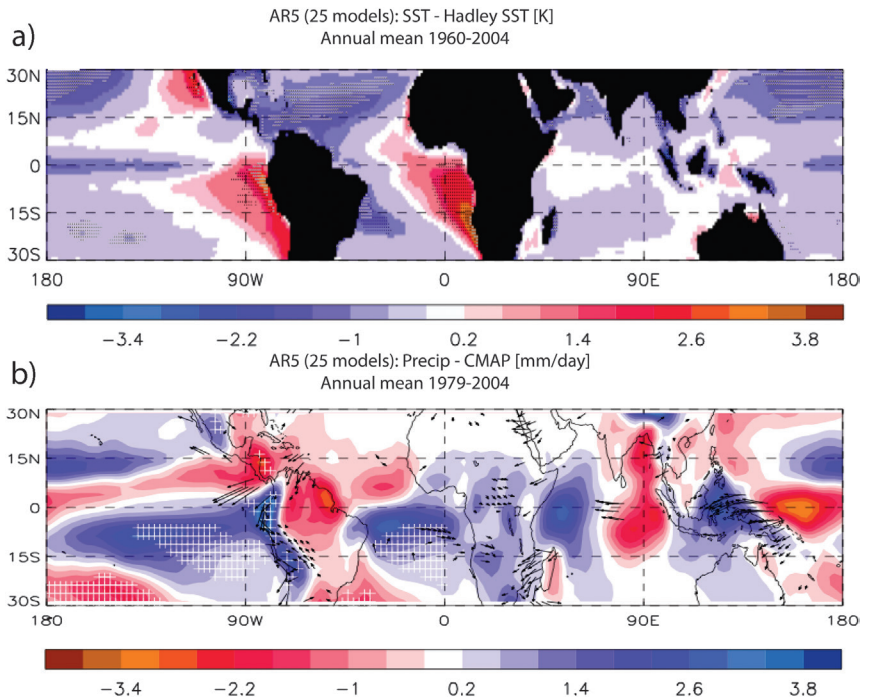 AR5 (25 models): SST - Hadley SST [K]
a)
Annual mean 1960-2004
30N
15N
0
15S
30S
180 90W 0 90E 180
−3.4 −2.2 −1 0.2 1.4 2.6 3.8
AR5 (25 models): Precip - CMAP [mm/day]
b)
Annual mean 1979-2004
30N
15N
0
15S
30S
180 90W 0 90E 180
−3.4 −2.2 −1 0.2 1.4 2.6 3.8